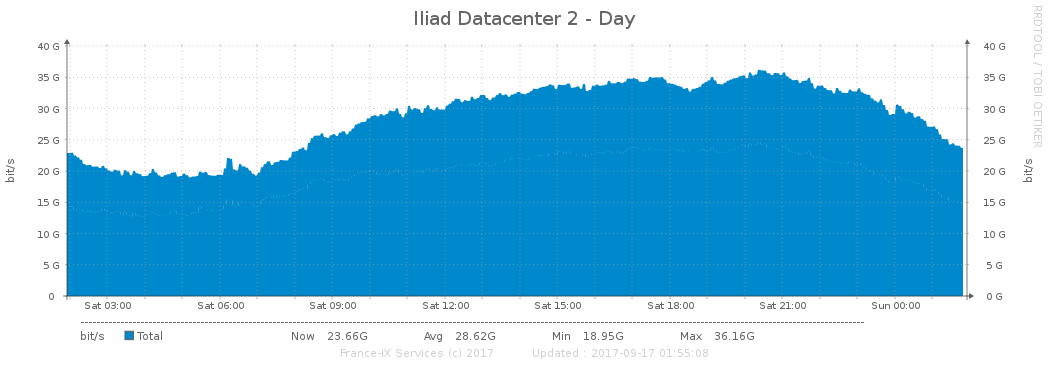 Iliad Datacenter 2 - Day
RRDTOOL / TOBI OETIKER
bit/s
40 G
35 G
30 G
25 G
20 G
15 G
10 G
5 G
0
40 G
35 G
30 G
25 G
20 G
15 G
10 G
5 G
0 G
bit/s
Sat 03:00 Sat 06:00 Sat 09:00 Sat 12:00 Sat 15:00 Sat 18:00 Sat 21:00 Sun 00:00
bit/s Total Now 23.66G Avg 28.62G Min 18.95G Max 36.16G
France-IX Services (c) 2017 Updated : 2017-09-17 01:55:08